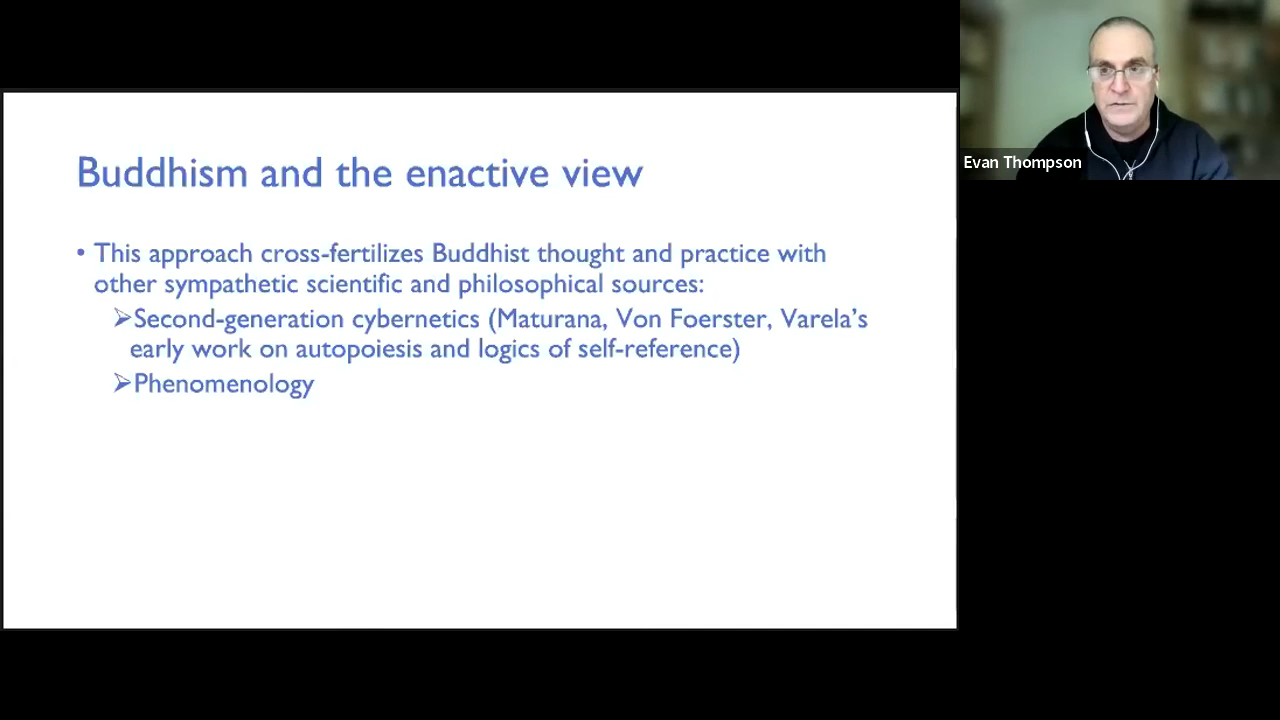 Buddhism and the enactive view
• This approach cross-fertilizes Buddhist thought and practice with
other sympathetic scientific and philosophical sources:
➢Second-generation cybernetics (Maturana, Von Foerster, Varela’s
early work on autopoiesis and logics of self-reference)
➢Phenomenology
Evan Thompson